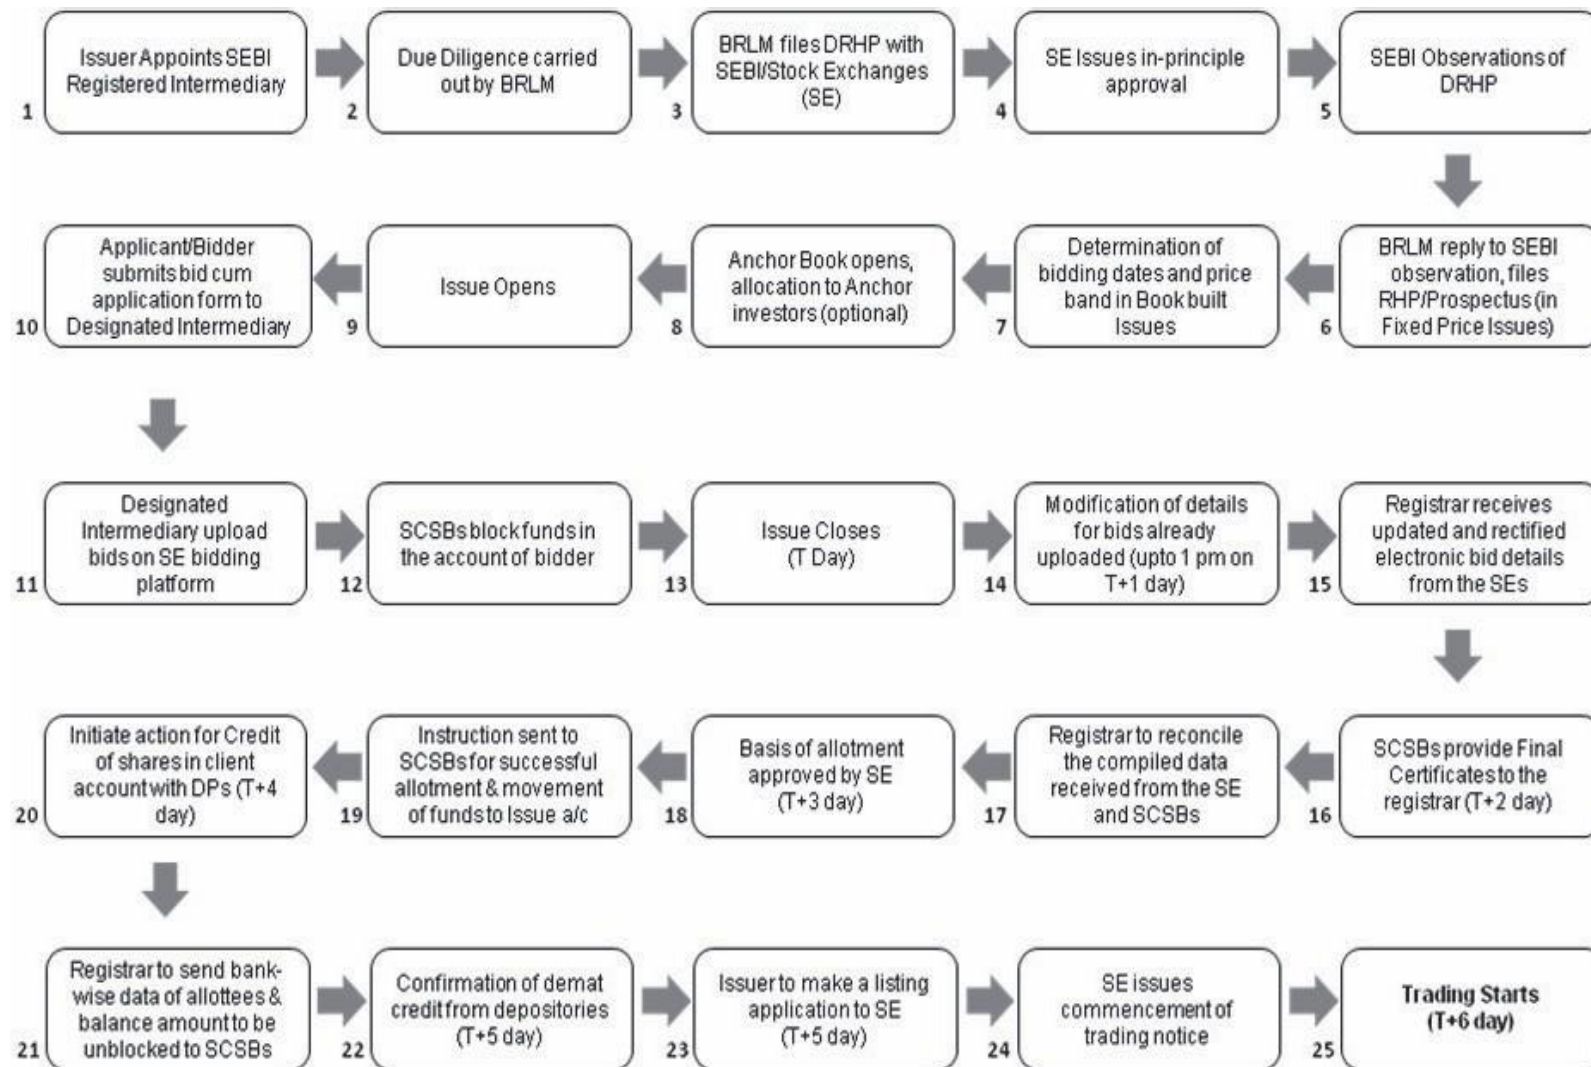 Issuer Appoints SEBI
Registered Intermediary
1
Due Diligence carried
out by BRLM
2
BRLM files DRHP with
SEBI/Stock Exchanges
(SE)
3
SE Issues in-principle
approval
4
SEBI Observations of
DRHP
5
BRLM reply to SEBI
observation, files
RHP/Prospectus (in
Fixed Price Issues)
6
Determination of
bidding dates and price
band in Book built
Issues
7
Anchor Book opens,
allocation to Anchor
investors (optional)
8
Issue Opens
9
Applicant/Bidder
submits bid cum
application form to
Designated Intermediary
10
Designated
Intermediary upload
bids on SE bidding
platform
11
SCSBs block funds in
the account of bidder
12
Issue Closes
(T Day)
13
Modification of details
for bids already
uploaded (upto 1 pm on
T+1 day)
14
Registrar receives
updated and rectified
electronic bid details
from the SEs
15
SCSBs provide Final
Certificates to the
registrar (T+2 day)
16
Registrar to reconcile
the compiled data
received from the SE
and SCSBs
17
Basis of allotment
approved by SE
(T+3 day)
18
Instruction sent to
SCSBs for successful
allotment & movement
of funds to Issue a/c
19
Initiate action for Credit
of shares in client
account with DPs (T+4
day)
20
Registrar to send bank-
wise data of allottees &
balance amount to be
unblocked to SCSBs
21
Confirmation of demat
credit from depositories
(T+5 day)
22
Issuer to make a listing
application to SE
(T+5 day)
23
SE issues
commencement of
trading notice
24
Trading Starts
(T+6 day)
25